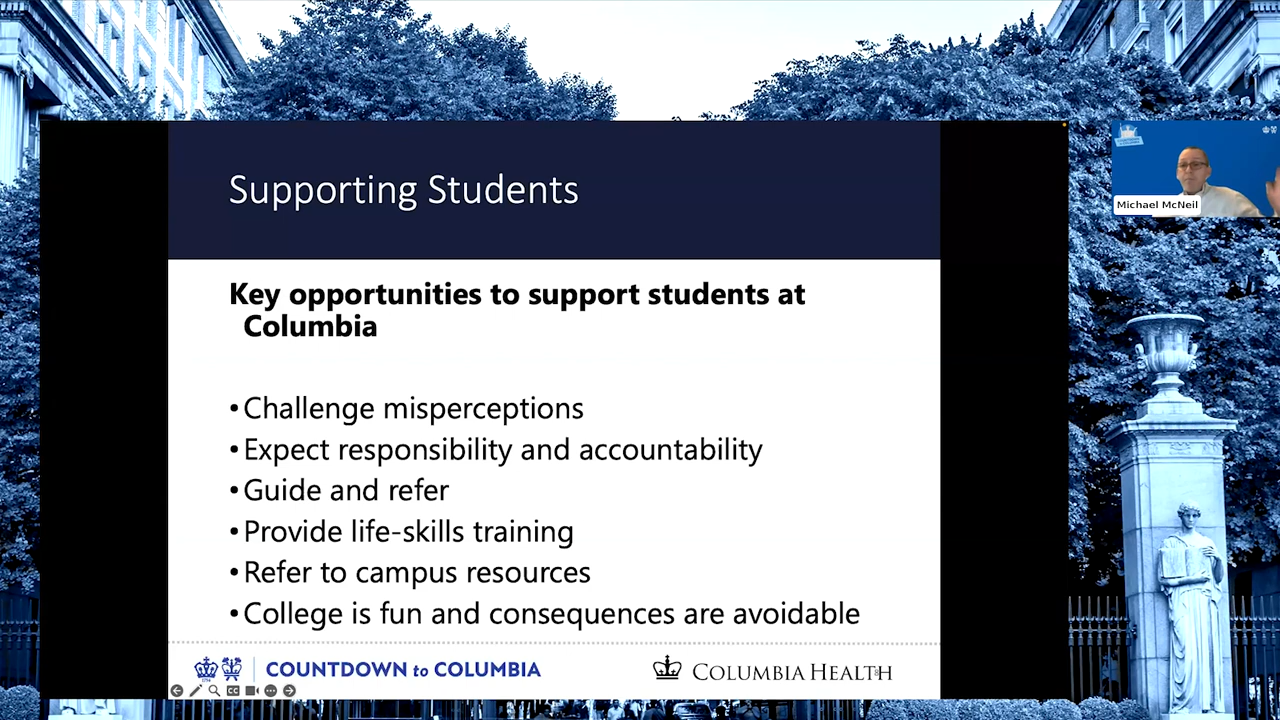 Supporting Students
Michael McNeil
Key opportunities to support students at
Columbia
•Challenge misperceptions
•Expect responsibility and accountability
•Guide and refer
•Provide life-skills training
•Refer to campus resources
•College is fun and consequences are avoidable
COUNTDOWN to COLUMBIA
COLUMBIA HEALTH
CC